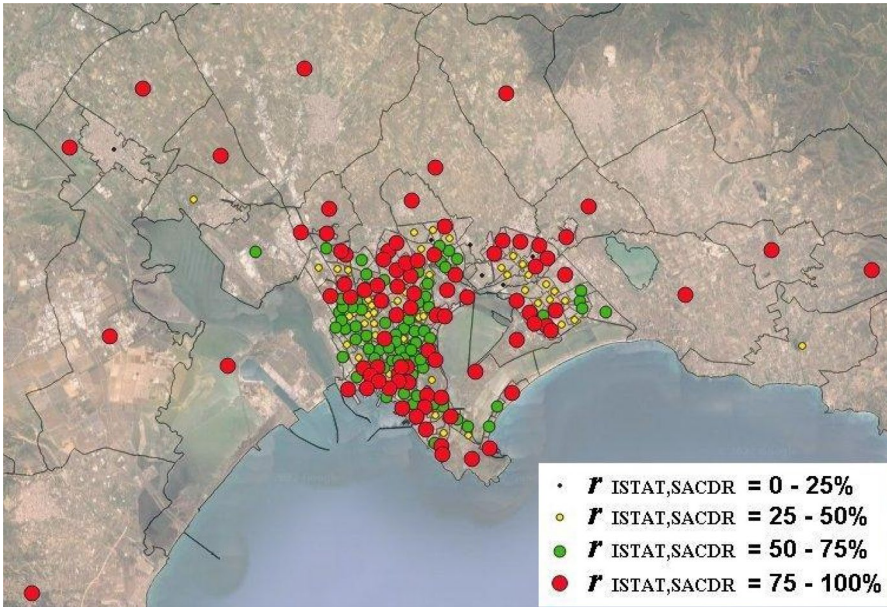 r ISTAT,SACDR = 0 - 25%
r ISTAT,SACDR = 25 - 50%
r ISTAT,SACDR = 50 - 75%
r ISTAT,SACDR = 75 - 100%